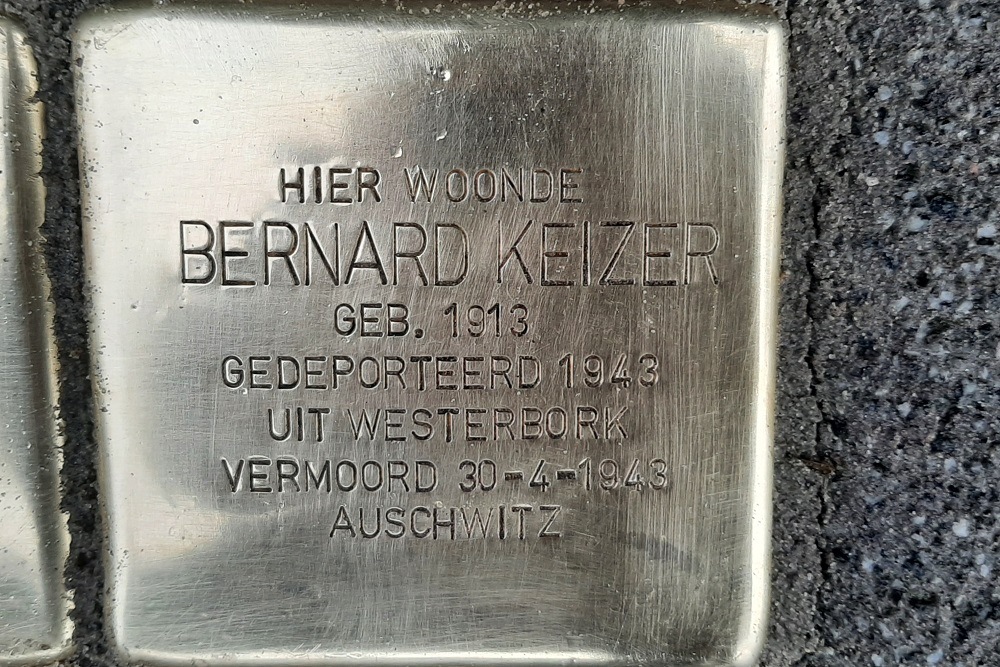 HIER WOONDE
BERNARD KEIZER
GEB. 1913
GEDEPORTEERD 1943
UIT WESTERBORK
VERMOORD 30-4-1943
AUSCHWITZ